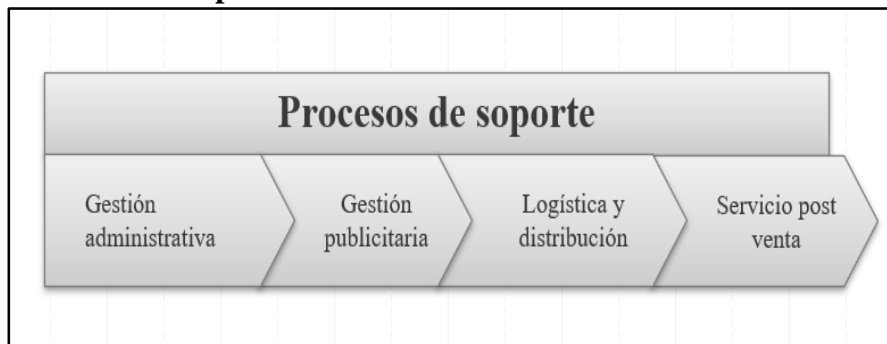 Procesos de soporte
Gestión
administrativa
Gestión
publicitaria
Logística y
distribución
Servicio post
venta